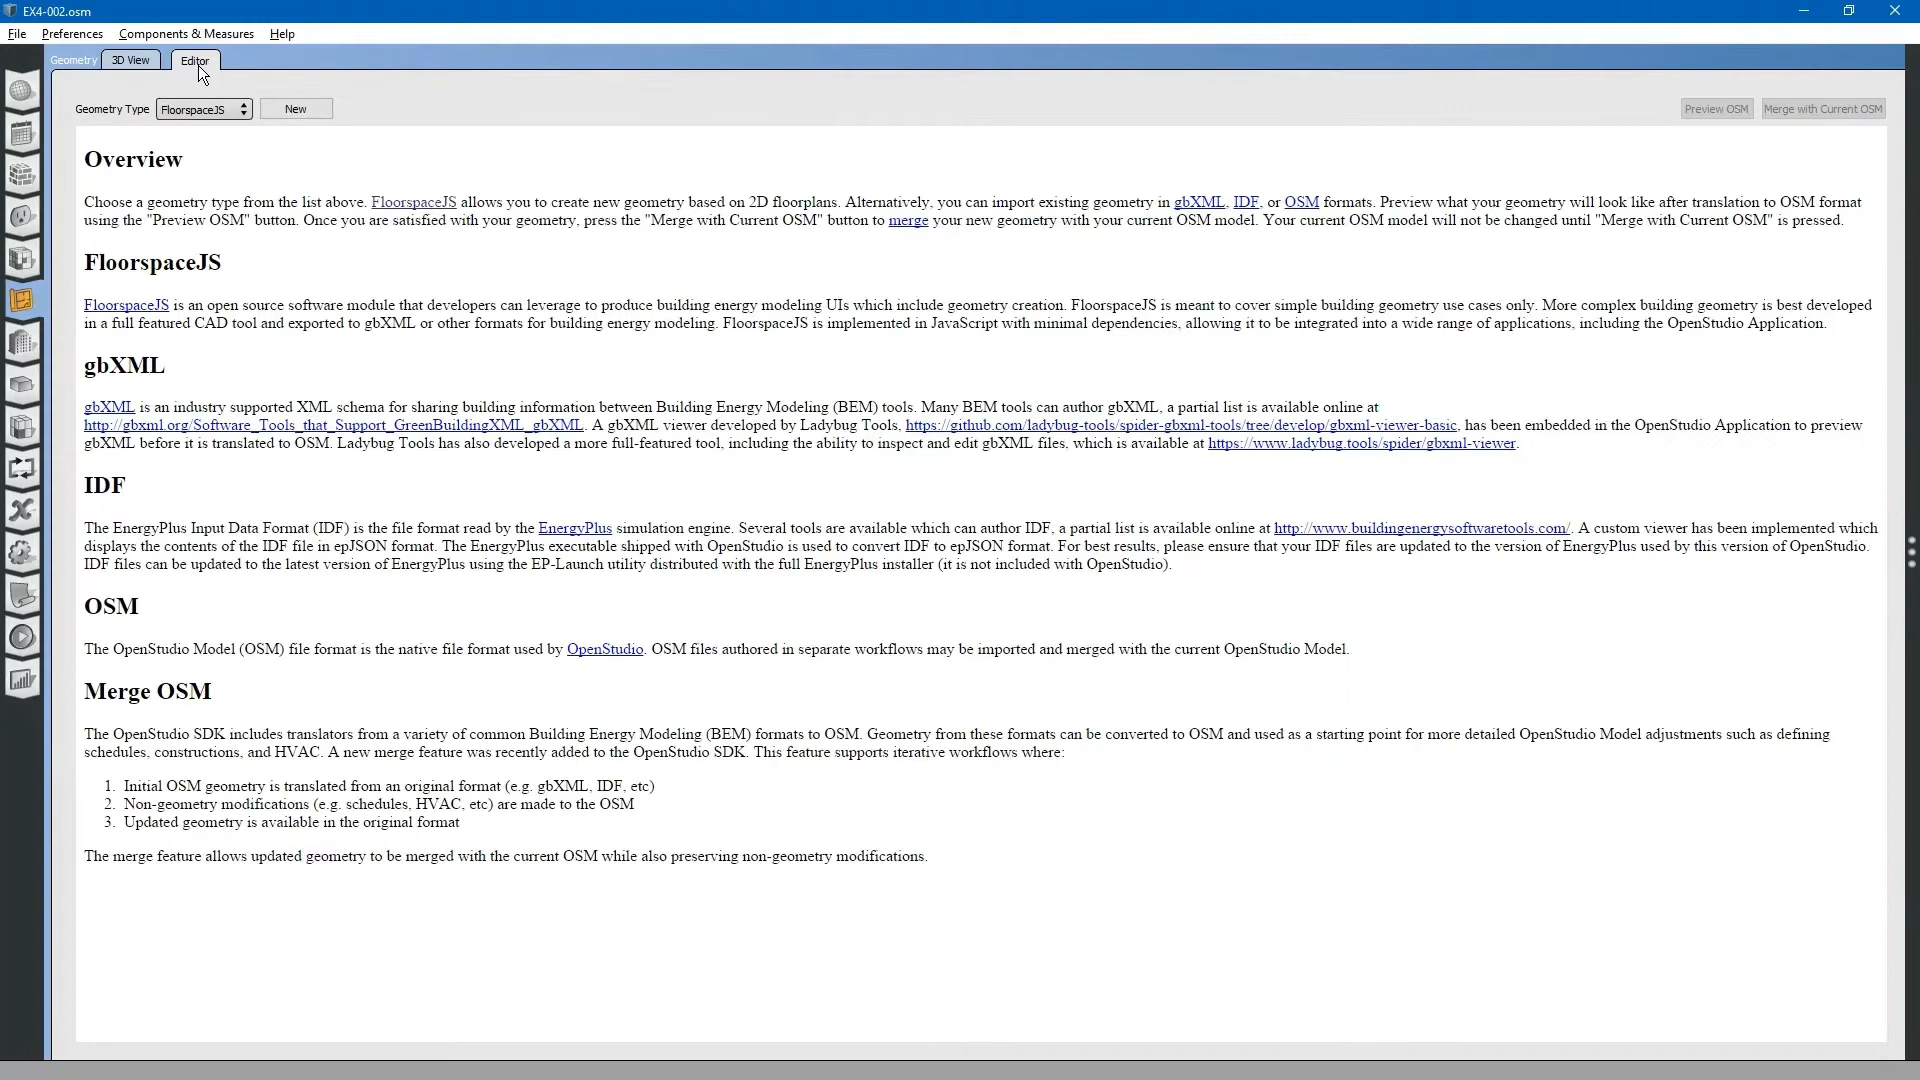 EX4-002.osm
File Preferences Components & Measures Help
Geometry 3D View Editor
Geometry Type FloorspaceJS New Preview OSM Merge with Current OSM
Overview
Choose a geometry type from the list above. FloorspaceJS allows you to create new geometry based on 2D floorplans. Alternatively, you can import existing geometry in gbXML, IDF, or OSM formats. Preview what your geometry will look like after translation to OSM format
using the "Preview OSM" button. Once you are satisfied with your geometry, press the "Merge with Current OSM" button to merge your new geometry with your current OSM model. Your current OSM model will not be changed until "Merge with Current OSM" is pressed.
FloorspaceJS
FloorspaceJS is an open source software module that developers can leverage to produce building energy modeling UIs which include geometry creation. FloorspaceJS is meant to cover simple building geometry use cases only. More complex building geometry is best developed
in a full featured CAD tool and exported to gbXML or other formats for building energy modeling. FloorspaceJS is implemented in JavaScript with minimal dependencies, allowing it to be integrated into a wide range of applications, including the OpenStudio Application.
gbXML
gbXML is an industry supported XML schema for sharing building information between Building Energy Modeling (BEM) tools. Many BEM tools can author gbXML, a partial list is available online at
http://gbxml.org/Software_Tools_that_Support_GreenBuildingXML_gbXML. A gbXML viewer developed by Ladybug Tools, https://github.com/ladybug-tools/spider-gbxml-tools/tree/develop/gbxml-viewer-basic, has been embedded in the OpenStudio Application to preview
gbXML before it is translated to OSM. Ladybug Tools has also developed a more full-featured tool, including the ability to inspect and edit gbXML files, which is available at https://www.ladybug.tools/spider/gbxml-viewer.
IDF
The EnergyPlus Input Data Format (IDF) is the file format read by the EnergyPlus simulation engine. Several tools are available which can author IDF, a partial list is available online at http://www.buildingenergysoftwaretools.com/. A custom viewer has been implemented which
displays the contents of the IDF file in epJSON format. The EnergyPlus executable shipped with OpenStudio is used to convert IDF to epJSON format. For best results, please ensure that your IDF files are updated to the version of EnergyPlus used by this version of OpenStudio.
IDF files can be updated to the latest version of EnergyPlus using the EP-Launch utility distributed with the full EnergyPlus installer (it is not included with OpenStudio).
OSM
The OpenStudio Model (OSM) file format is the native file format used by OpenStudio. OSM files authored in separate workflows may be imported and merged with the current OpenStudio Model.
Merge OSM
The OpenStudio SDK includes translators from a variety of common Building Energy Modeling (BEM) formats to OSM. Geometry from these formats can be converted to OSM and used as a starting point for more detailed OpenStudio Model adjustments such as defining
schedules, constructions, and HVAC. A new merge feature was recently added to the OpenStudio SDK. This feature supports iterative workflows where:
1. Initial OSM geometry is translated from an original format (e.g. gbXML, IDF, etc)
2. Non-geometry modifications (e.g. schedules, HVAC, etc) are made to the OSM
3. Updated geometry is available in the original format
The merge feature allows updated geometry to be merged with the current OSM while also preserving non-geometry modifications.